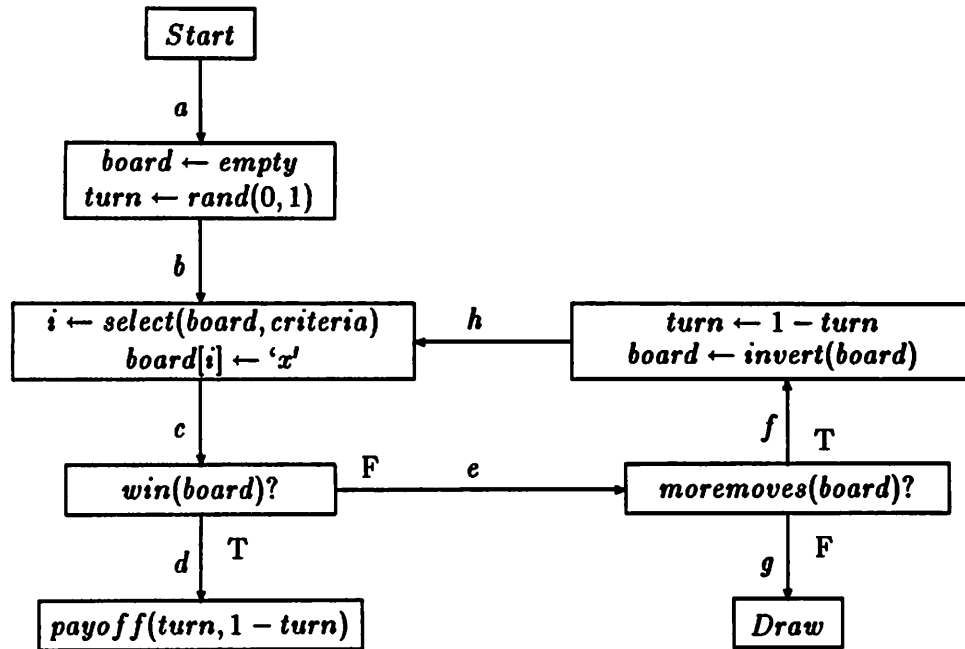 Start
a
board ← empty
turn ← rand(0, 1)
b
i ← select(board, criteria)
board[i] ← ‘x’
h
turn ← 1 − turn
board ← invert(board)
c
f
T
win(board)?
F
e
moremoves(board)?
d
T
g
F
payoff(turn, 1 − turn)
Draw